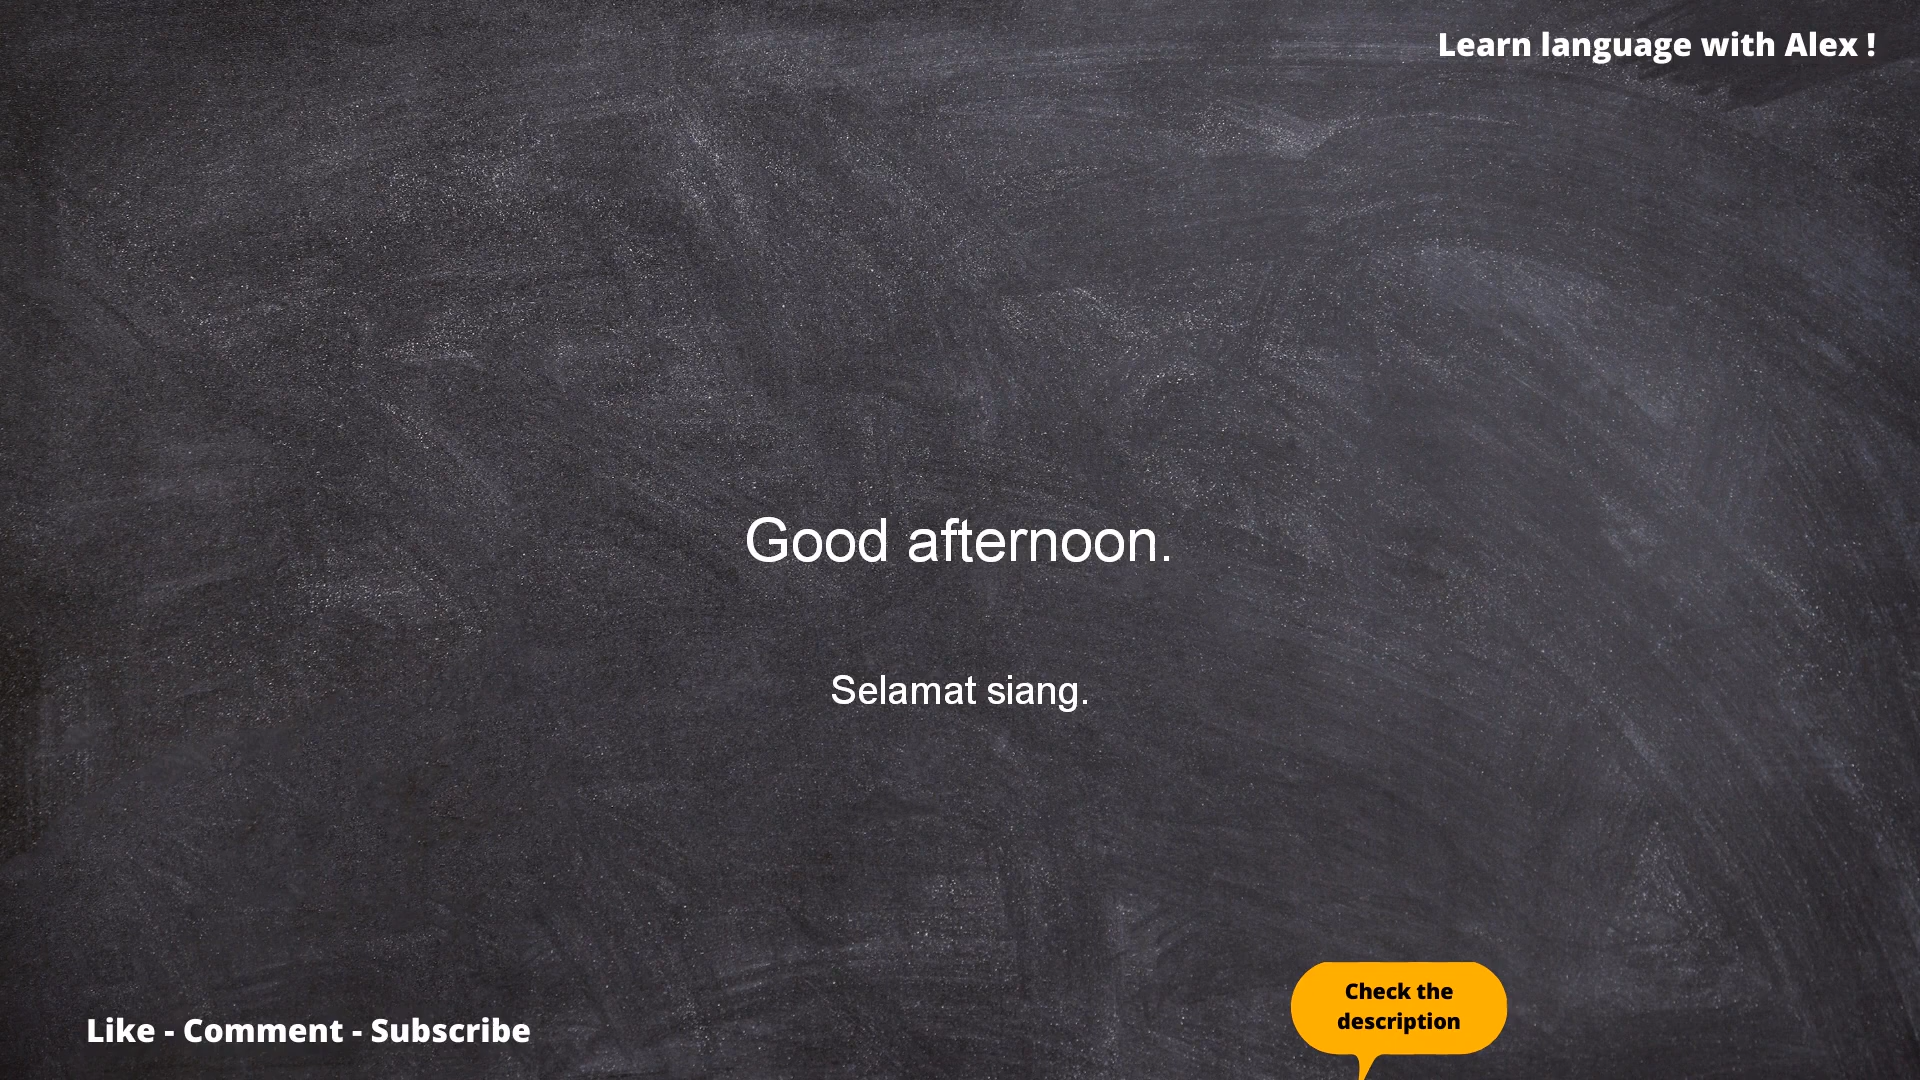 Learn language with Alex !
Good afternoon.
Selamat siang.
Like - Comment - Subscribe
Check the
description